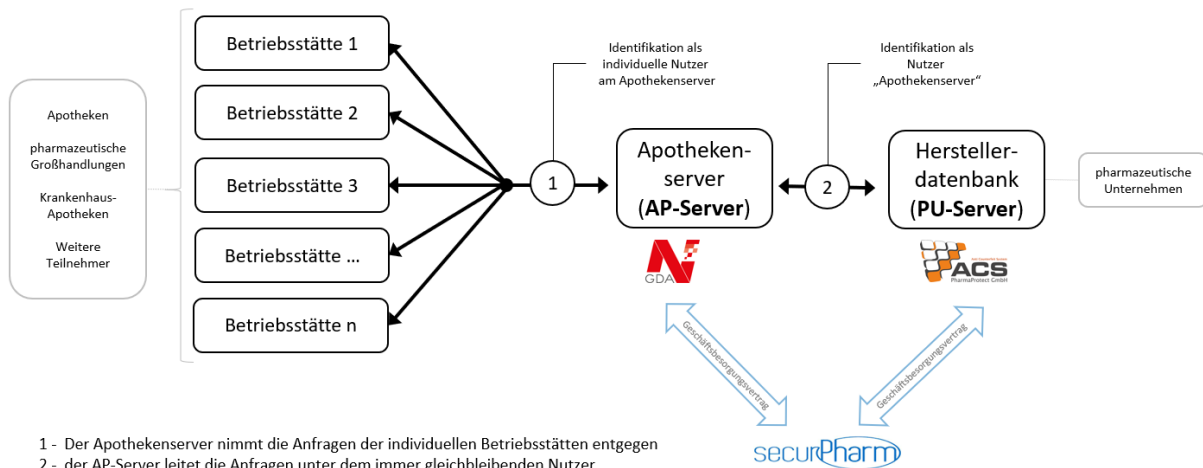 Apotheken
pharmazeutische
Großhandlungen
Krankenhaus-
Apotheken
Weitere
Teilnehmer
Betriebsstätte 1
Betriebsstätte 2
Betriebsstätte 3
Betriebsstätte ...
Betriebsstätte n
Identifikation als
individuelle Nutzer
am Apothekenserver
1
Apotheken-
server
(AP-Server)
N
GDA
Identifikation als
Nutzer
„Apothekenserver“
2
Hersteller-
datenbank
(PU-Server)
ACS
PharmaProtect GmbH
pharmazeutische
Unternehmen
Geschäftsbesorgungsvertrag
Geschäftsbesorgungsvertrag
securPharm
1 - Der Apothekenserver nimmt die Anfragen der individuellen Betriebsstätten entgegen
2 - der AP-Server leitet die Anfragen unter dem immer gleichbleibenden Nutzer